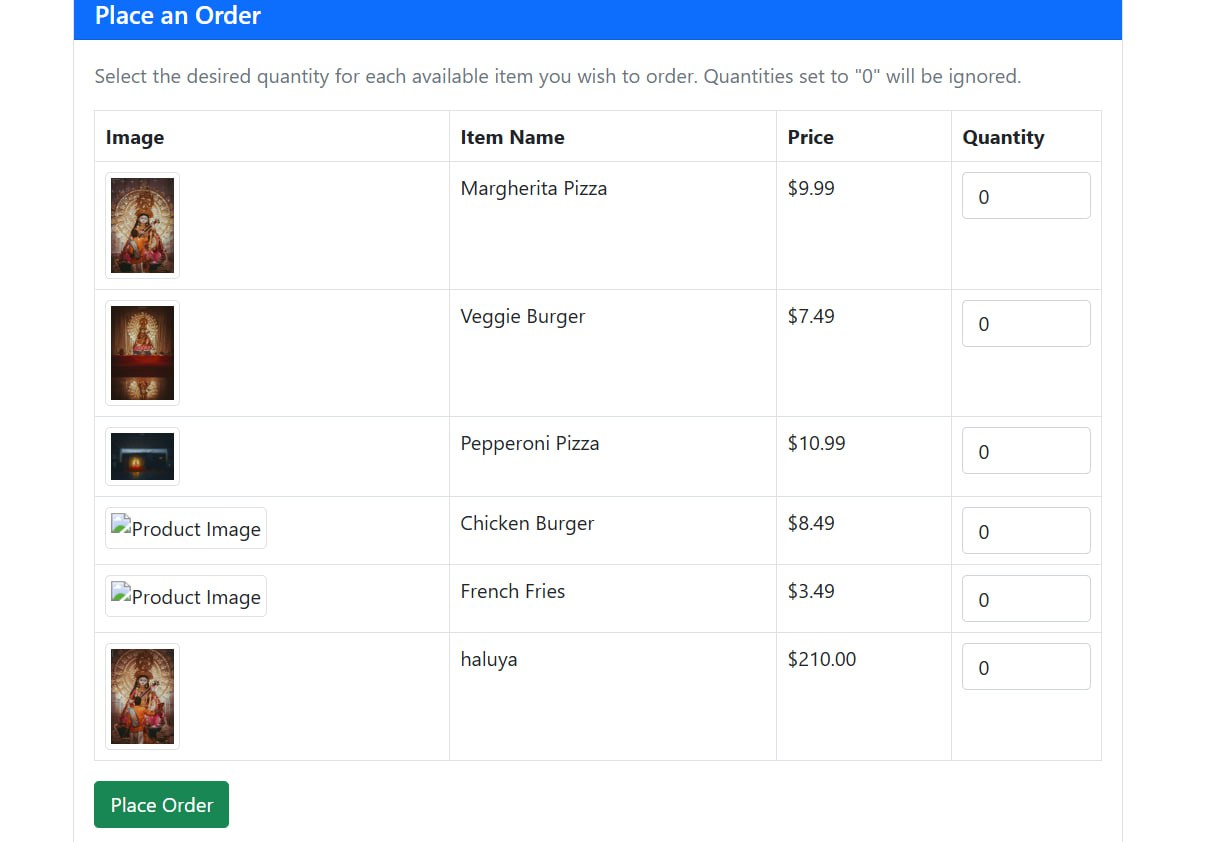 Place an Order
Select the desired quantity for each available item you wish to order. Quantities set to "0" will be ignored.
Image Item Name Price Quantity
Margherita Pizza $9.99 0
Veggie Burger $7.49 0
Pepperoni Pizza $10.99 0
Product Image Chicken Burger $8.49 0
Product Image French Fries $3.49 0
haluya $210.00 0
Place Order